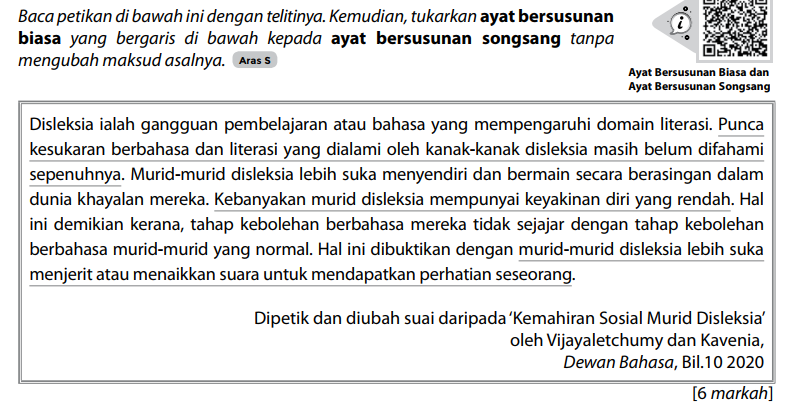 Baca petikan di bawah ini dengan telitinya. Kemudian, tukarkan ayat bersusunan
biasa yang bergaris di bawah kepada ayat bersusunan songsang tanpa
mengubah maksud asalnya. Aras S
Ayat Bersusunan Biasa dan
Ayat Bersusunan Songsang
Disleksia ialah gangguan pembelajaran atau bahasa yang mempengaruhi domain literasi. Punca
kesukaran berbahasa dan literasi yang dialami oleh kanak-kanak disleksia masih belum difahami
sepenuhnya. Murid-murid disleksia lebih suka menyendiri dan bermain secara berasingan dalam
dunia khayalan mereka. Kebanyakan murid disleksia mempunyai keyakinan diri yang rendah. Hal
ini demikian kerana, tahap kebolehan berbahasa mereka tidak sejajar dengan tahap kebolehan
berbahasa murid-murid yang normal. Hal ini dibuktikan dengan murid-murid disleksia lebih suka
menjerit atau menaikkan suara untuk mendapatkan perhatian seseorang.
Dipetik dan diubah suai daripada ‘Kemahiran Sosial Murid Disleksia’
oleh Vijayaletchumy dan Kavenia,
Dewan Bahasa, Bil.10 2020
[6 markah]